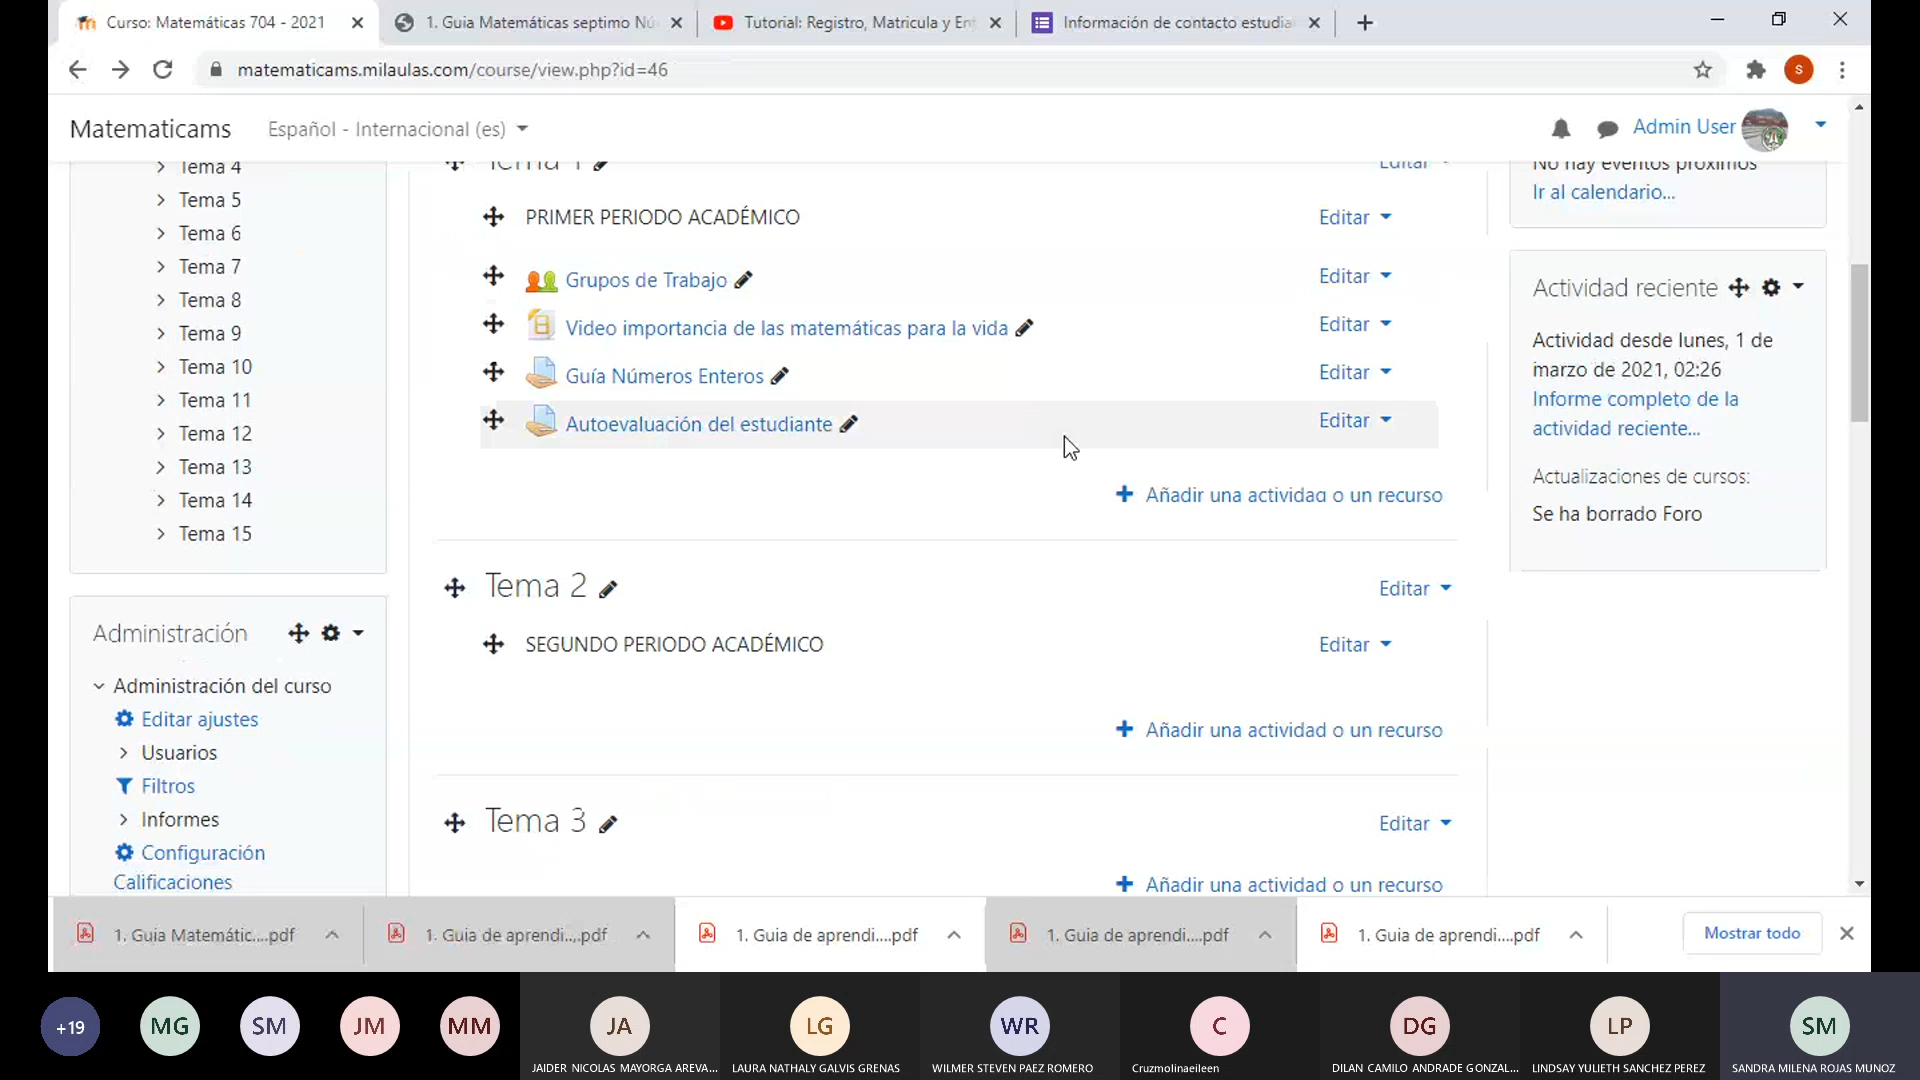 Curso: Matemáticas 704 - 2021
1. Guia Matemáticas septimo Nú
Tutorial: Registro, Matricula y En
Información de contacto estudia
matematicams.milaulas.com/course/view.php?id=46
S
Matematicams
Español - Internacional (es)
Admin User
Tema 4
Tema 5
Tema 6
Tema 7
Tema 8
Tema 9
Tema 10
Tema 11
Tema 12
Tema 13
Tema 14
Tema 15
Administración
Administración del curso
Editar ajustes
Usuarios
Filtros
Informes
Configuración
Calificaciones
Tema 1
Editar
PRIMER PERIODO ACADÉMICO
Editar
Grupos de Trabajo
Editar
Video importancia de las matemáticas para la vida
Editar
Guía Números Enteros
Editar
Autoevaluación del estudiante
Editar
Añadir una actividad o un recurso
Tema 2
Editar
SEGUNDO PERIODO ACADÉMICO
Editar
Añadir una actividad o un recurso
Tema 3
Editar
Añadir una actividad o un recurso
No hay eventos próximos
Ir al calendario...
Actividad reciente
Actividad desde lunes, 1 de
marzo de 2021, 02:26
Informe completo de la
actividad reciente...
Actualizaciones de cursos:
Se ha borrado Foro
1. Guia Matemátic....pdf
1. Guia de aprendi....pdf
1. Guia de aprendi....pdf
1. Guia de aprendi....pdf
1. Guia de aprendi....pdf
Mostrar todo
+19
MG
SM
JM
MM
JA
LG
WR
C
DG
LP
SM
JAIDER NICOLAS MAYORGA AREVA...
LAURA NATHALY GALVIS GRENAS
WILMER STEVEN PAEZ ROMERO
Cruzmolinaeileen
DILAN CAMILO ANDRADE GONZAL...
LINDSAY YULIETH SANCHEZ PEREZ
SANDRA MILENA ROJAS MUNOZ